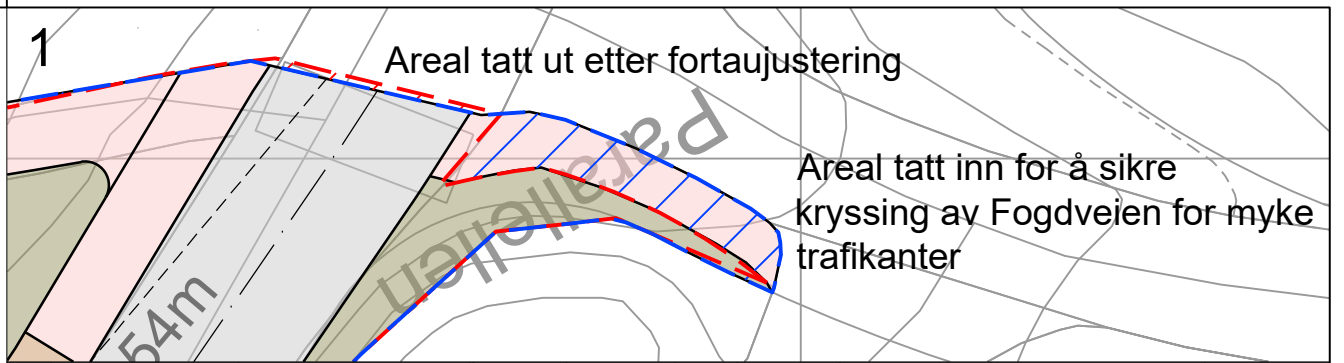 1
Areal tatt ut etter fortaujustering
Parallellen
Areal tatt inn for å sikre
kryssing av Fogdveien for myke
trafikanter
54m